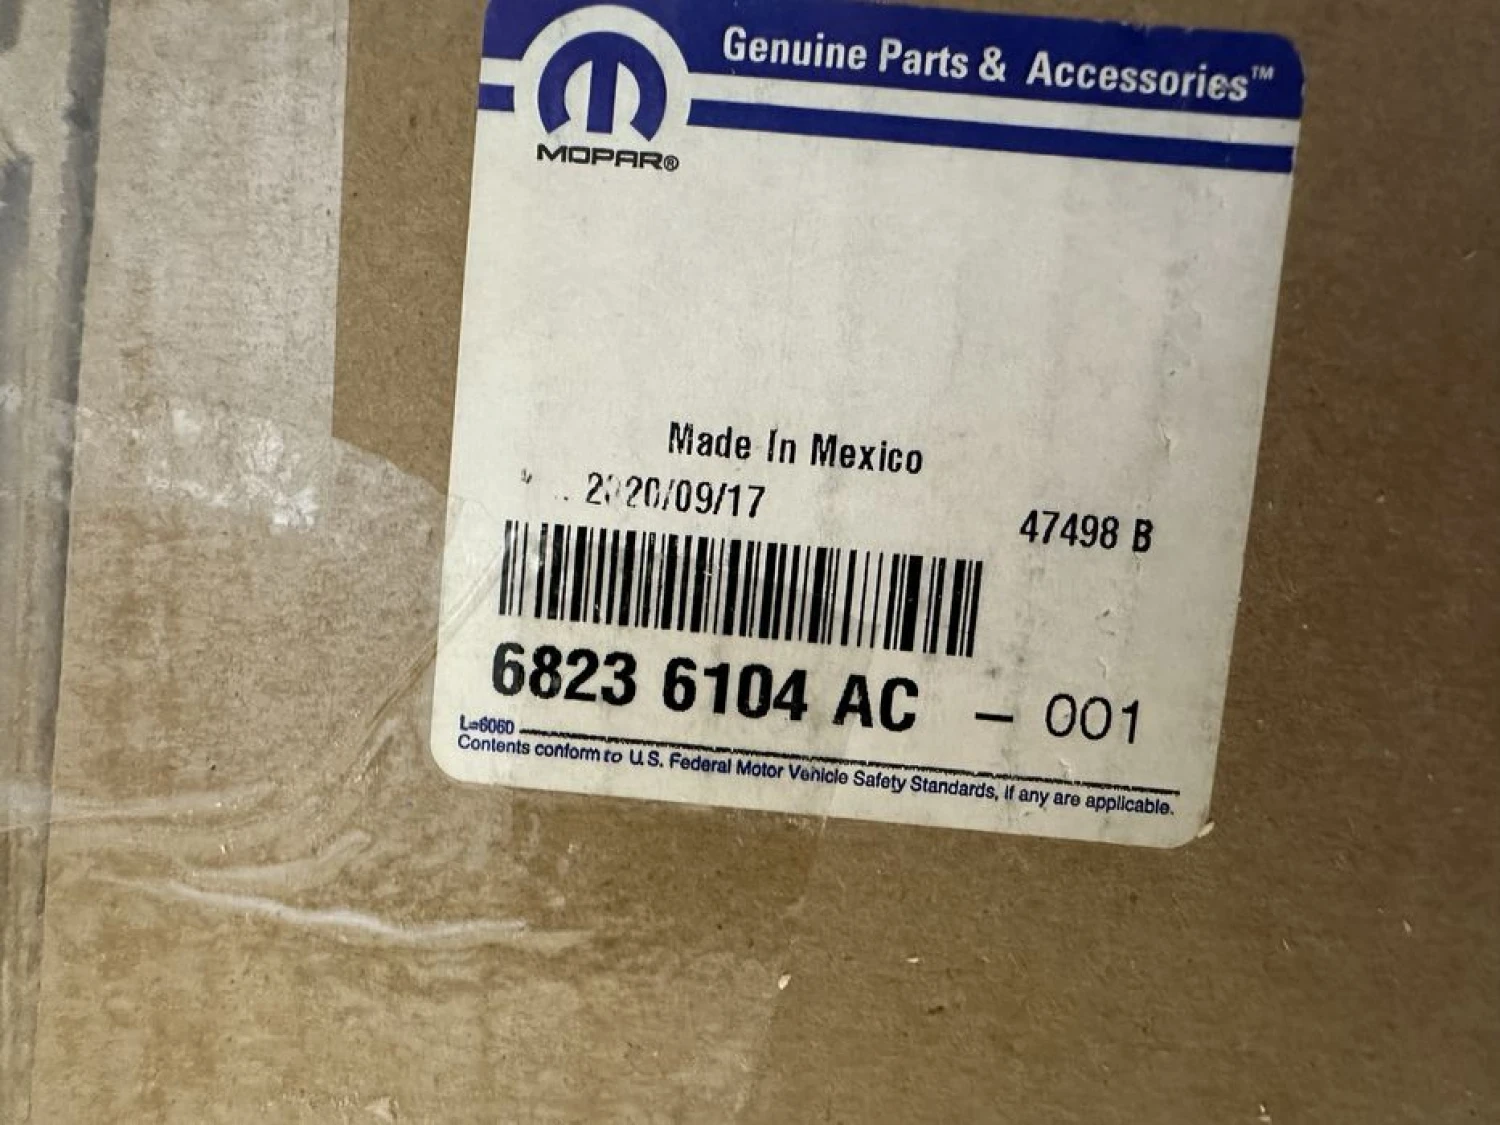 Genuine Parts & Accessories™
MOPAR®
Made In Mexico
2020/09/17
47498 B
6823 6104 AC - 001
L-6060
Contents conform to U.S. Federal Motor Vehicle Safety Standards, if any are applicable.